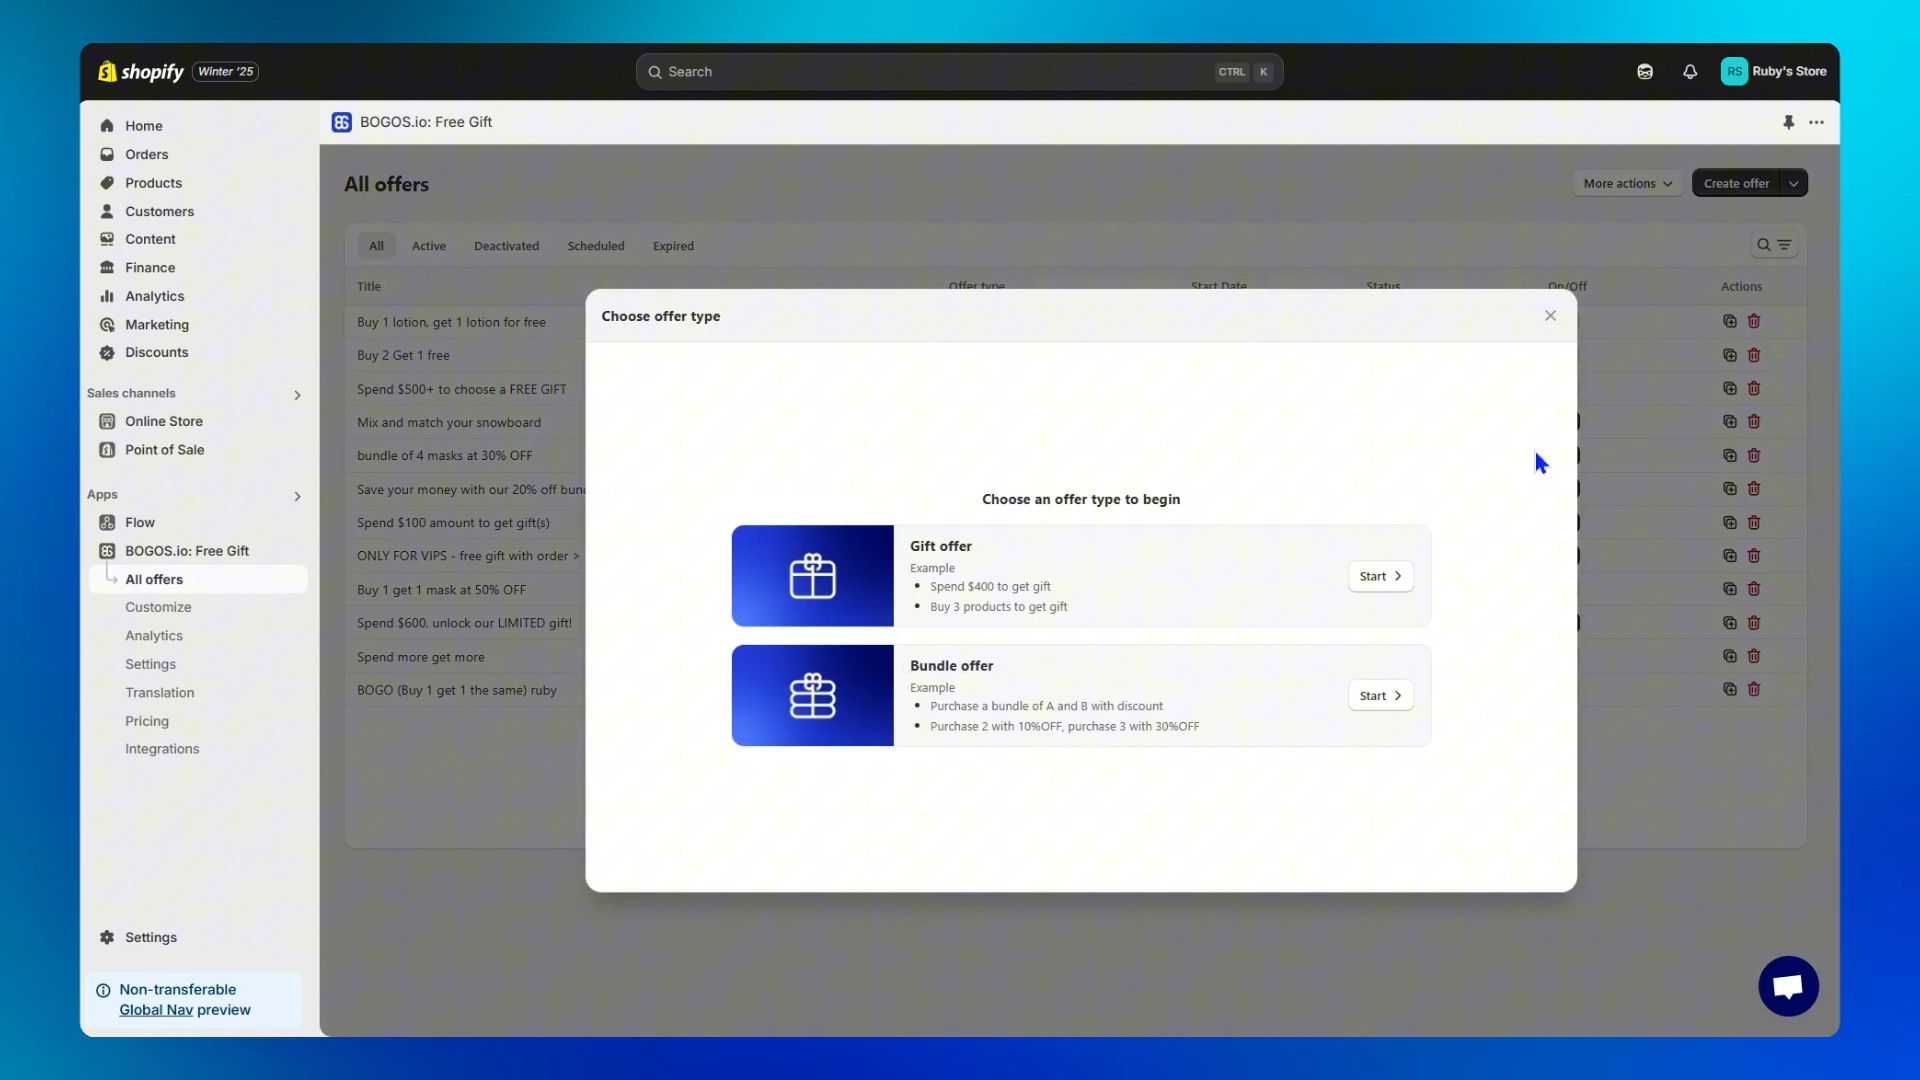 shopify Winter '25
Search CTRL K
RS Ruby's Store
Home
Orders
Products
Customers
Content
Finance
Analytics
Marketing
Discounts
Sales channels
Online Store
Point of Sale
Apps
Flow
BOGOS.io: Free Gift
All offers
Customize
Analytics
Settings
Translation
Pricing
Integrations
Settings
Non-transferable
Global Nav preview
BOGOS.io: Free Gift
All offers
More actions
Create offer
All Active Deactivated Scheduled Expired
Title Offer type Start Date Status On/Off Actions
Buy 1 lotion, get 1 lotion for free
Buy 2 Get 1 free
Spend $500+ to choose a FREE GIFT
Mix and match your snowboard
bundle of 4 masks at 30% OFF
Save your money with our 20% off bun
Spend $100 amount to get gift(s)
ONLY FOR VIPS - free gift with order >
Buy 1 get 1 mask at 50% OFF
Spend $600, unlock our LIMITED gift!
Spend more get more
BOGO (Buy 1 get 1 the same) ruby
Choose offer type
Choose an offer type to begin
Gift offer
Example
• Spend $400 to get gift
• Buy 3 products to get gift
Start
Bundle offer
Example
• Purchase a bundle of A and B with discount
• Purchase 2 with 10%OFF, purchase 3 with 30%OFF
Start